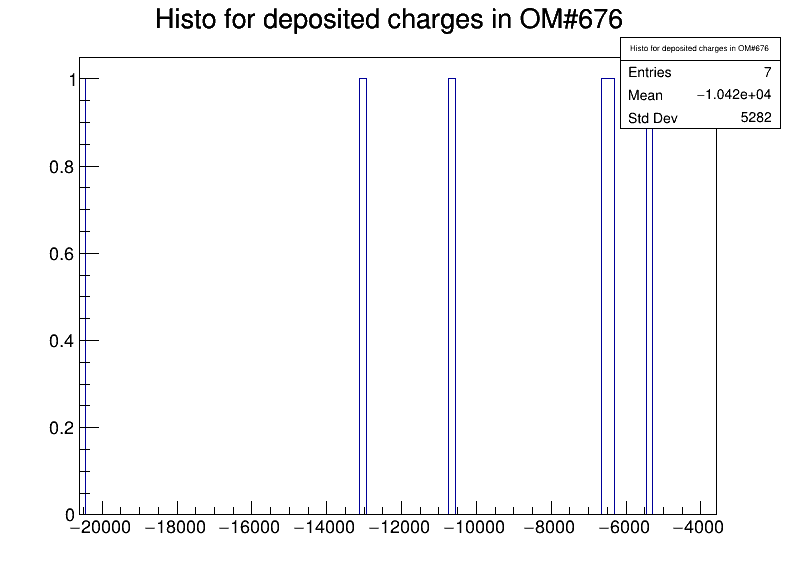 Histo for deposited charges in OM#676
Histo for deposited charges in OM#676
Entries 7
Mean −1.042e+04
Std Dev 5282
1
0.8
0.6
0.4
0.2
0
−20000 −18000 −16000 −14000 −12000 −10000 −8000 −6000 −4000